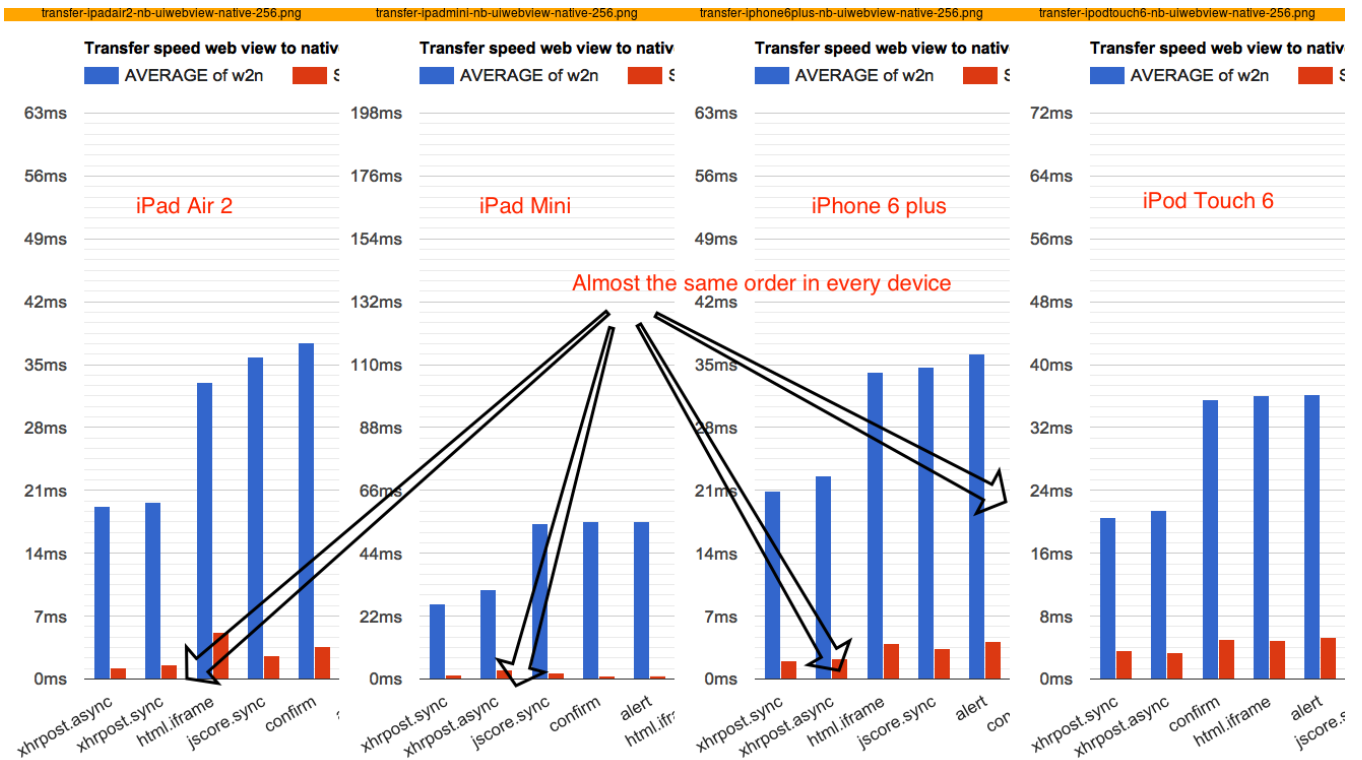 transfer-ipadair2-nb-uiwebview-native-256.png
transfer-ipadmini-nb-uiwebview-native-256.png
transfer-iphone6plus-nb-uiwebview-native-256.png
transfer-ipodtouch6-nb-uiwebview-native-256.png
Transfer speed web view to nativ
AVERAGE of w2n
63ms
56ms
49ms
42ms
35ms
28ms
21ms
14ms
7ms
0ms
iPad Air 2
xhrpost.async
xhrpost.sync
html.iframe
jscore.sync
confirm
Transfer speed web view to nativ
AVERAGE of w2n
198ms
176ms
154ms
132ms
110ms
88ms
66ms
44ms
22ms
0ms
iPad Mini
xhrpost.sync
xhrpost.async
jscore.sync
confirm
alert
html.ifr
Almost the same order in every device
Transfer speed web view to nativ
AVERAGE of w2n
63ms
56ms
49ms
42ms
35ms
28ms
21ms
14ms
7ms
0ms
iPhone 6 plus
xhrpost.sync
xhrpost.async
html.iframe
jscore.sync
alert
con
Transfer speed web view to nativ
AVERAGE of w2n
72ms
64ms
56ms
48ms
40ms
32ms
24ms
16ms
8ms
0ms
iPod Touch 6
xhrpost.sync
xhrpost.async
confirm
html.iframe
alert
jscore.s